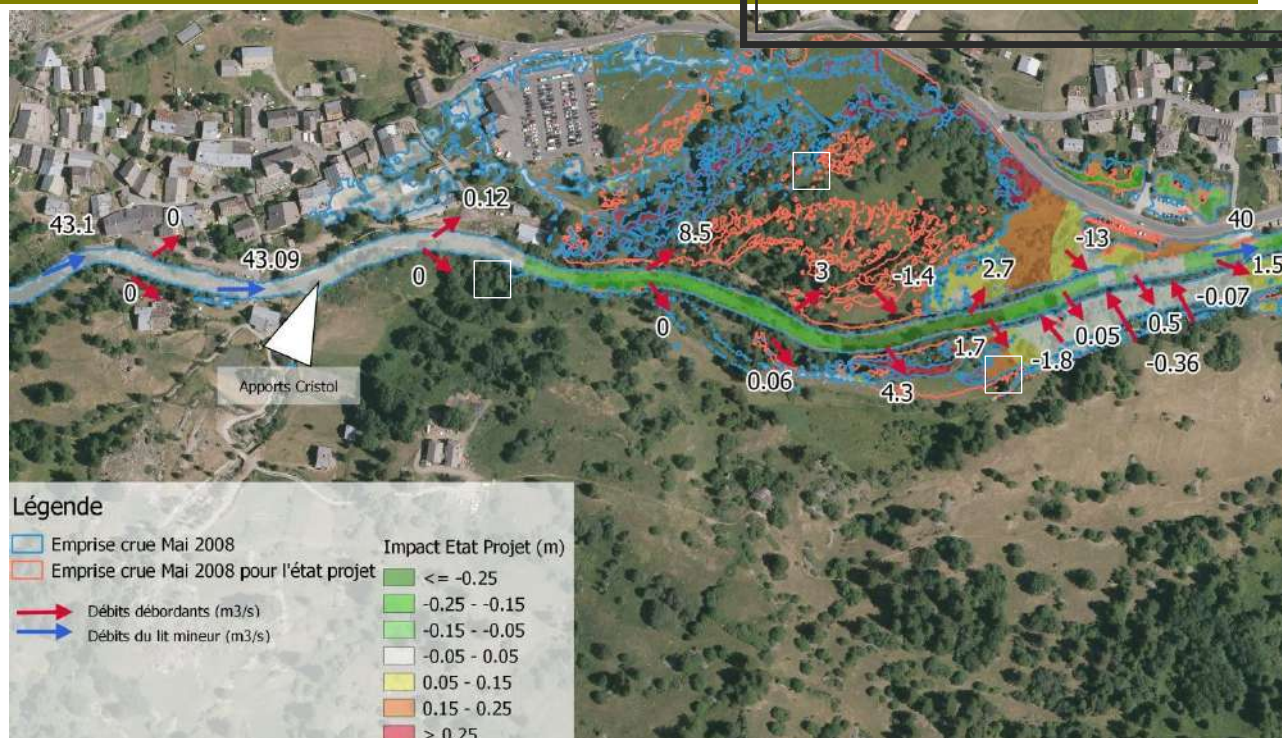 43.1
0
0
43.09
0.12
0
8.5
0
3
-1.4
2.7
-13
40
1.5
-0.07
0.5
0.05
-0.36
-1.8
1.7
4.3
0.06
Apports Cristol
Légende
Emprise crue Mai 2008
Emprise crue Mai 2008 pour l'état projet
Débits débordants (m3/s)
Débits du lit mineur (m3/s)
Impact Etat Projet (m)
<= -0.25
-0.25 - -0.15
-0.15 - -0.05
-0.05 - 0.05
0.05 - 0.15
0.15 - 0.25
> 0.25